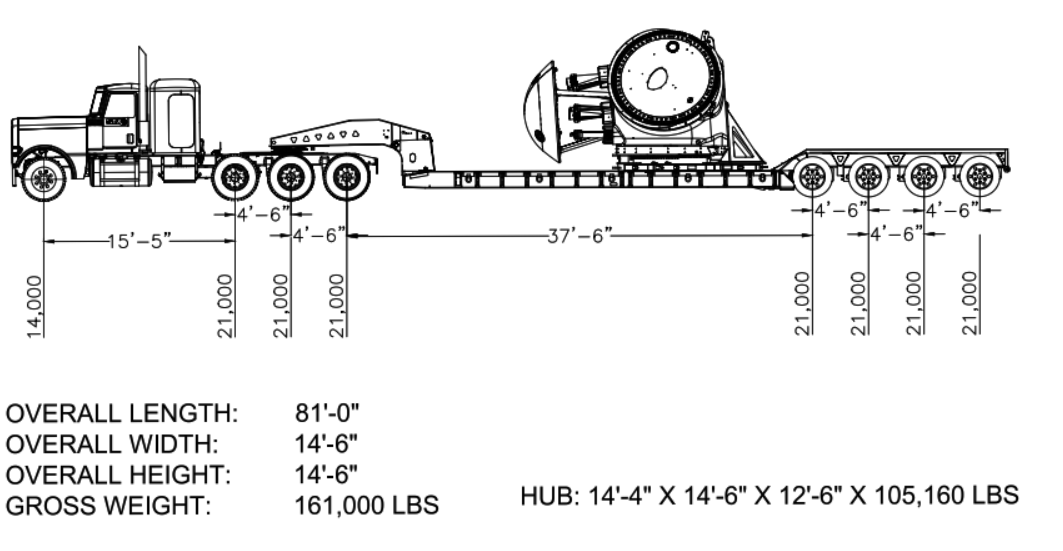 4'-6" 4'-6" 4'-6"
15'-5" 4'-6" 37'-6" 4'-6"
14,000 21,000 21,000 21,000 21,000 21,000 21,000 21,000
OVERALL LENGTH: 81'-0"
OVERALL WIDTH: 14'-6"
OVERALL HEIGHT: 14'-6"
GROSS WEIGHT: 161,000 LBS
HUB: 14'-4" X 14'-6" X 12'-6" X 105,160 LBS